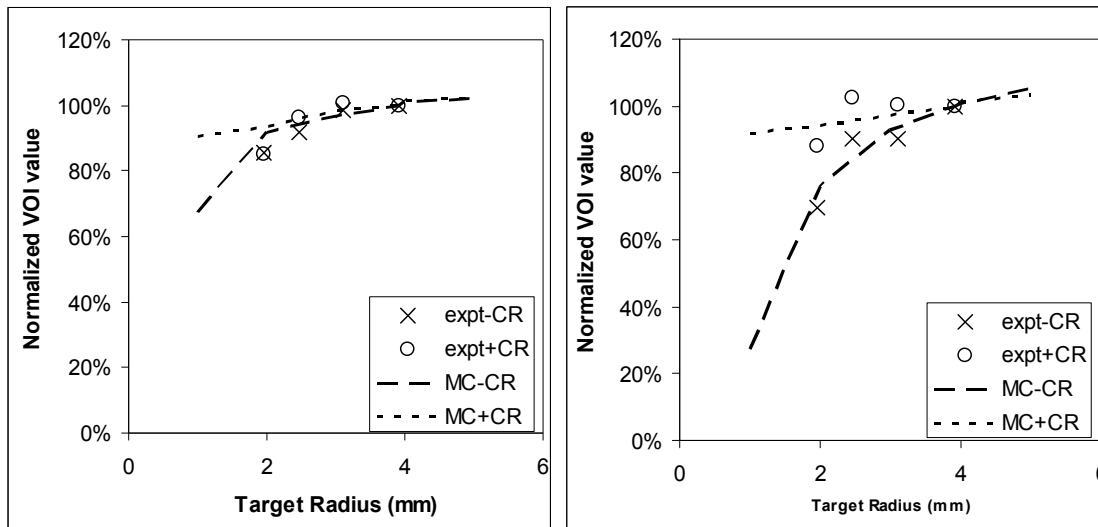 120%
100%
80%
60%
40%
20%
0%
Normalized VOI value
expt-CR
expt+CR
MC-CR
MC+CR
0 2 4 6
Target Radius (mm)
120%
100%
80%
60%
40%
20%
0%
Normalized VOI value
expt-CR
expt+CR
MC-CR
MC+CR
0 2 4 6
Target Radius (mm)